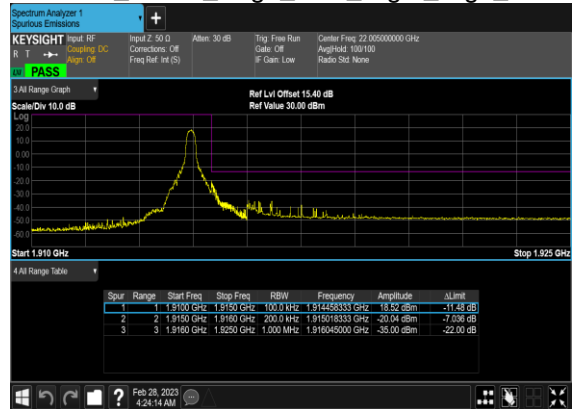 Spectrum Analyzer 1
Spurious Emissions
+
KEYSIGHT Input: RF Input Z: 50 Ω Atten: 30 dB Trig: Free Run Center Freq: 22.005000000 GHz
R T Coupling: DC Corrections: Off Gate: Off Avg|Hold: 100/100
Align: Off Freq Ref: Int (S) IF Gain: Low Radio Std: None
PASS
3 All Range Graph
Ref Lvl Offset 15.40 dB
Scale/Div 10.0 dB Ref Value 30.00 dBm
Log
20.0
10.0
0.00
-10.0
-20.0
-30.0
-40.0
-50.0
-60.0
Start 1.910 GHz Stop 1.925 GHz
4 All Range Table
Spur Range Start Freq Stop Freq RBW Frequency Amplitude ΔLimit
1 1 1.9100 GHz 1.9150 GHz 100.0 kHz 1.914458333 GHz 18.52 dBm -11.48 dB
2 2 1.9150 GHz 1.9160 GHz 200.0 kHz 1.915018333 GHz -20.04 dBm -7.036 dB
3 3 1.9160 GHz 1.9250 GHz 1.000 MHz 1.916045000 GHz -35.00 dBm -22.00 dB
? Feb 28, 2023
4:24:14 AM